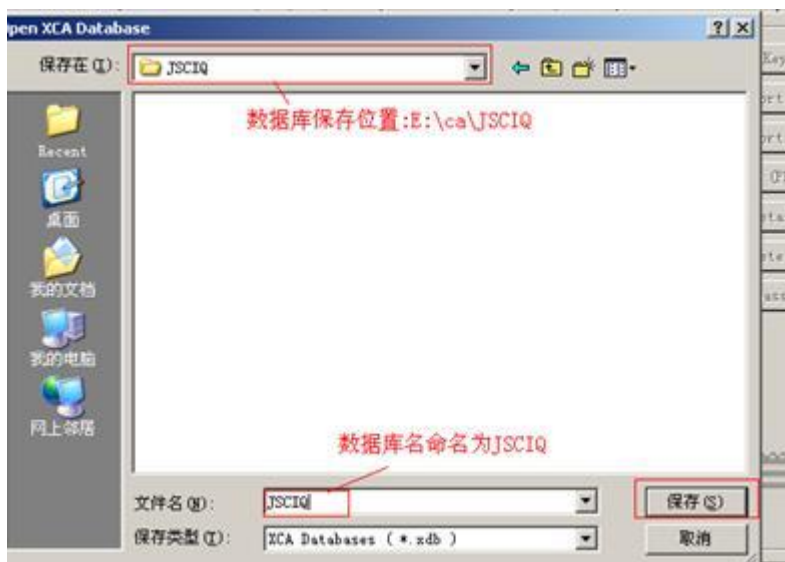 pen XCA Database
保存在(I):
JSCIQ
数据库保存位置:E:\ca\JSCIQ
Recent
桌面
我的文档
我的电脑
网上邻居
数据库名命名为JSCIQ
文件名(N):
JSCIQ
保存(S)
保存类型(T):
XCA Databases ( *.xdb )
取消